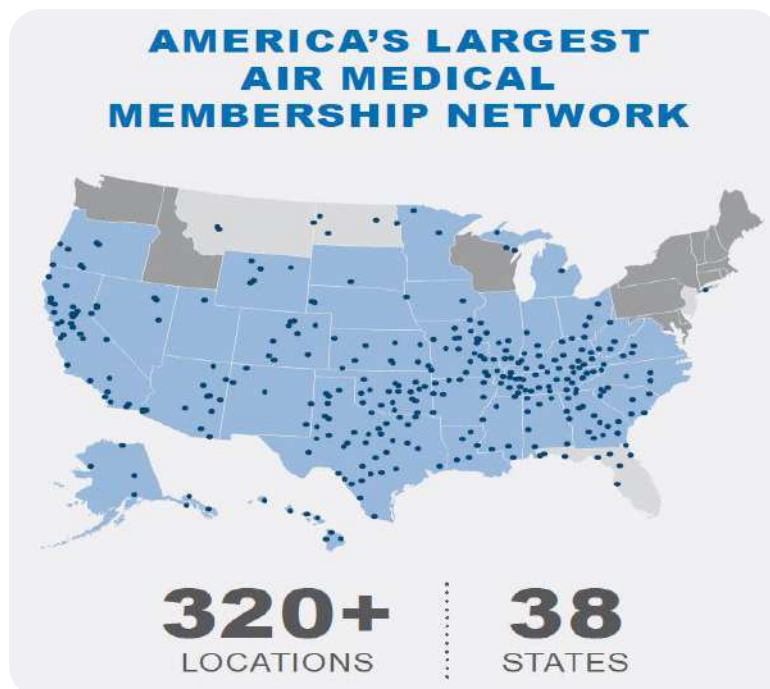 AMERICA'S LARGEST
AIR MEDICAL
MEMBERSHIP NETWORK
320+
LOCATIONS
38
STATES